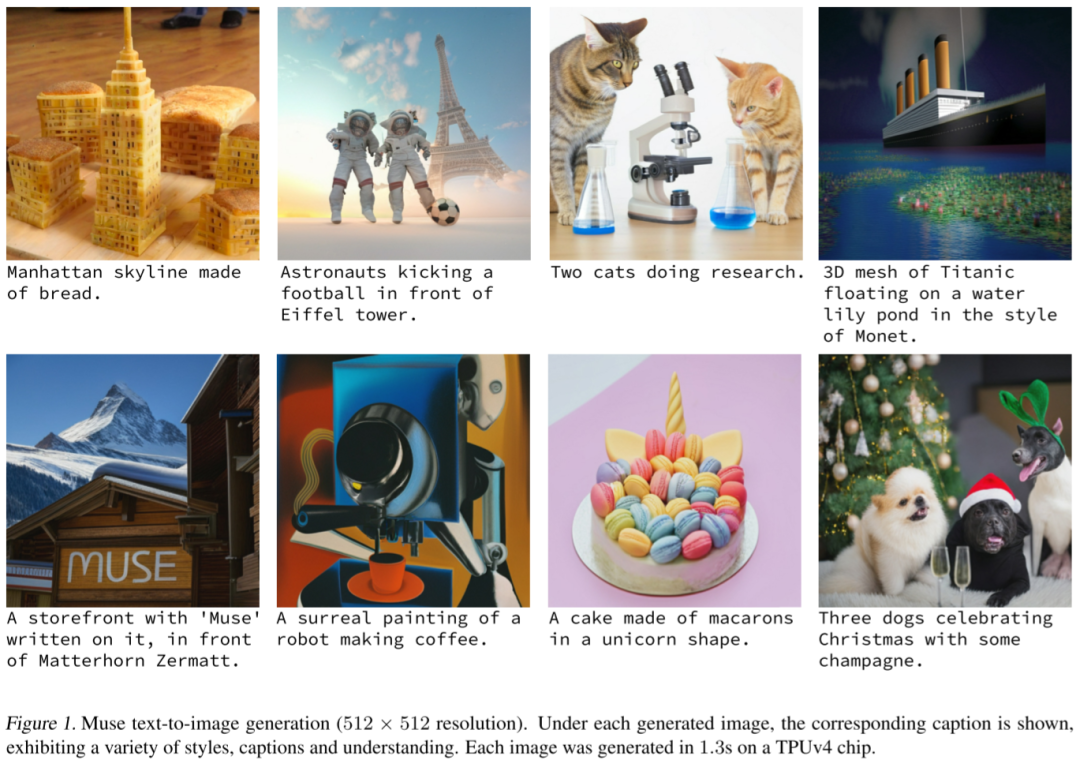 Manhattan skyline made
of bread.
Astronauts kicking a
football in front of
Eiffel tower.
Two cats doing research.
3D mesh of Titanic
floating on a water
lily pond in the style
of Monet.
MUSE
A storefront with 'Muse'
written on it, in front
of Matterhorn Zermatt.
A surreal painting of a
robot making coffee.
A cake made of macarons
in a unicorn shape.
Three dogs celebrating
Christmas with some
champagne.
Figure 1. Muse text-to-image generation (512 × 512 resolution). Under each generated image, the corresponding caption is shown,
exhibiting a variety of styles, captions and understanding. Each image was generated in 1.3s on a TPUv4 chip.